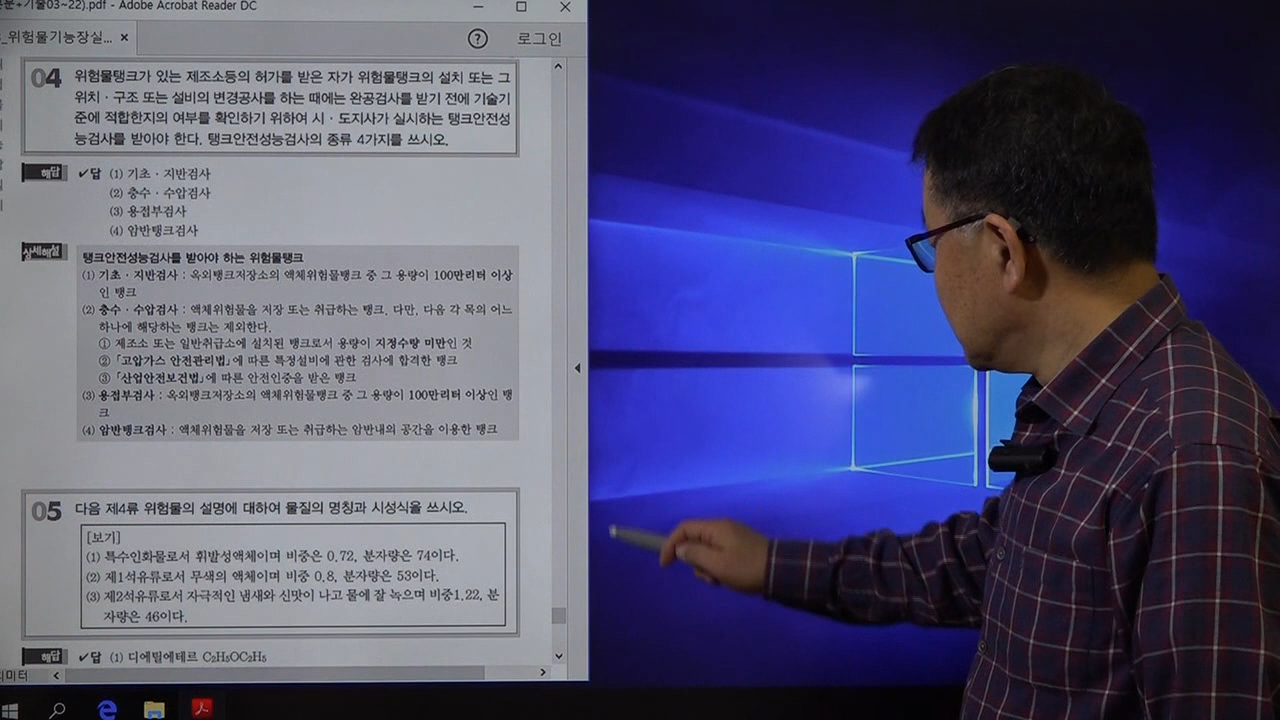 +기출03~22).pdf - Adobe Acrobat Reader DC
_위험물기능장실... ×
? 로그인
04 위험물탱크가 있는 제조소등의 허가를 받은 자가 위험물탱크의 설치 또는 그
위치 · 구조 또는 설비의 변경공사를 하는 때에는 완공검사를 받기 전에 기술기
준에 적합한지의 여부를 확인하기 위하여 시 · 도지사가 실시하는 탱크안전성
능검사를 받아야 한다. 탱크안전성능검사의 종류 4가지를 쓰시오.
해답 ✔답 (1) 기초 · 지반검사
(2) 충수 · 수압검사
(3) 용접부검사
(4) 암반탱크검사
상세해설 탱크안전성능검사를 받아야 하는 위험물탱크
(1) 기초 · 지반검사 : 옥외탱크저장소의 액체위험물탱크 중 그 용량이 100만리터 이상
인 탱크
(2) 충수 · 수압검사 : 액체위험물을 저장 또는 취급하는 탱크. 다만, 다음 각 목의 어느
하나에 해당하는 탱크는 제외한다.
① 제조소 또는 일반취급소에 설치된 탱크로서 용량이 지정수량 미만인 것
② 「고압가스 안전관리법」에 따른 특정설비에 관한 검사에 합격한 탱크
③ 「산업안전보건법」에 따른 안전인증을 받은 탱크
(3) 용접부검사 : 옥외탱크저장소의 액체위험물탱크 중 그 용량이 100만리터 이상인 탱
크
(4) 암반탱크검사 : 액체위험물을 저장 또는 취급하는 암반내의 공간을 이용한 탱크
05 다음 제4류 위험물의 설명에 대하여 물질의 명칭과 시성식을 쓰시오.
[보기]
(1) 특수인화물로서 휘발성액체이며 비중은 0.72, 분자량은 74이다.
(2) 제1석유류로서 무색의 액체이며 비중 0.8, 분자량은 53이다.
(3) 제2석유류로서 자극적인 냄새와 신맛이 나고 물에 잘 녹으며 비중1.22, 분
자량은 46이다.
해답 ✔답 (1) 디에틸에테르 C₂H₅OC₂H₅